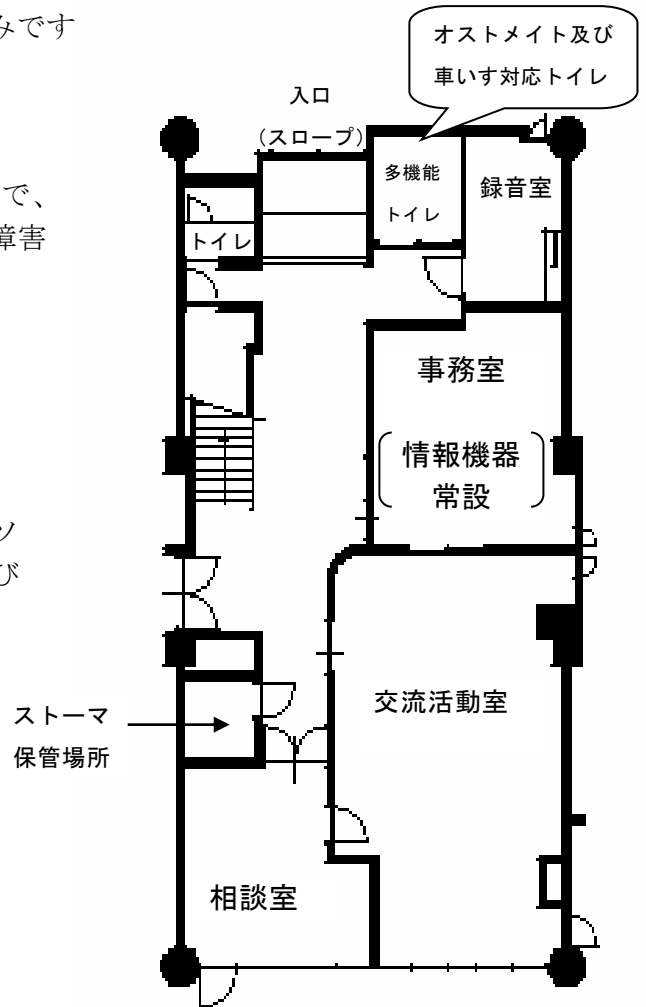 みです
で、
障害
ソ
び
オストメイト及び
車いす対応トイレ
入口
(スロープ)
多機能
トイレ
録音室
トイレ
事務室
情報機器
常設
交流活動室
ストーマ
保管場所
相談室